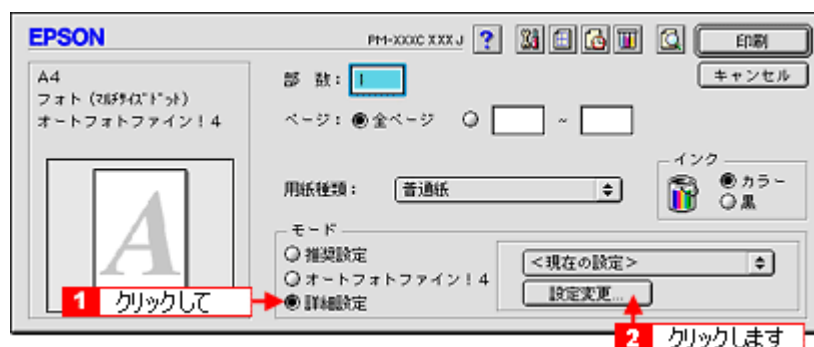 EPSON
PM-XXXC XXX J
?
印刷
キャンセル
A4
フォト（マルチサイズドット）
オートフォトファイン！4
部 数：1
ページ：全ページ ~
用紙種類：普通紙
インク
カラー
黒
モード
推奨設定
オートフォトファイン！4
詳細設定
<現在の設定>
設定変更...
A
1 クリックして
2 クリックします